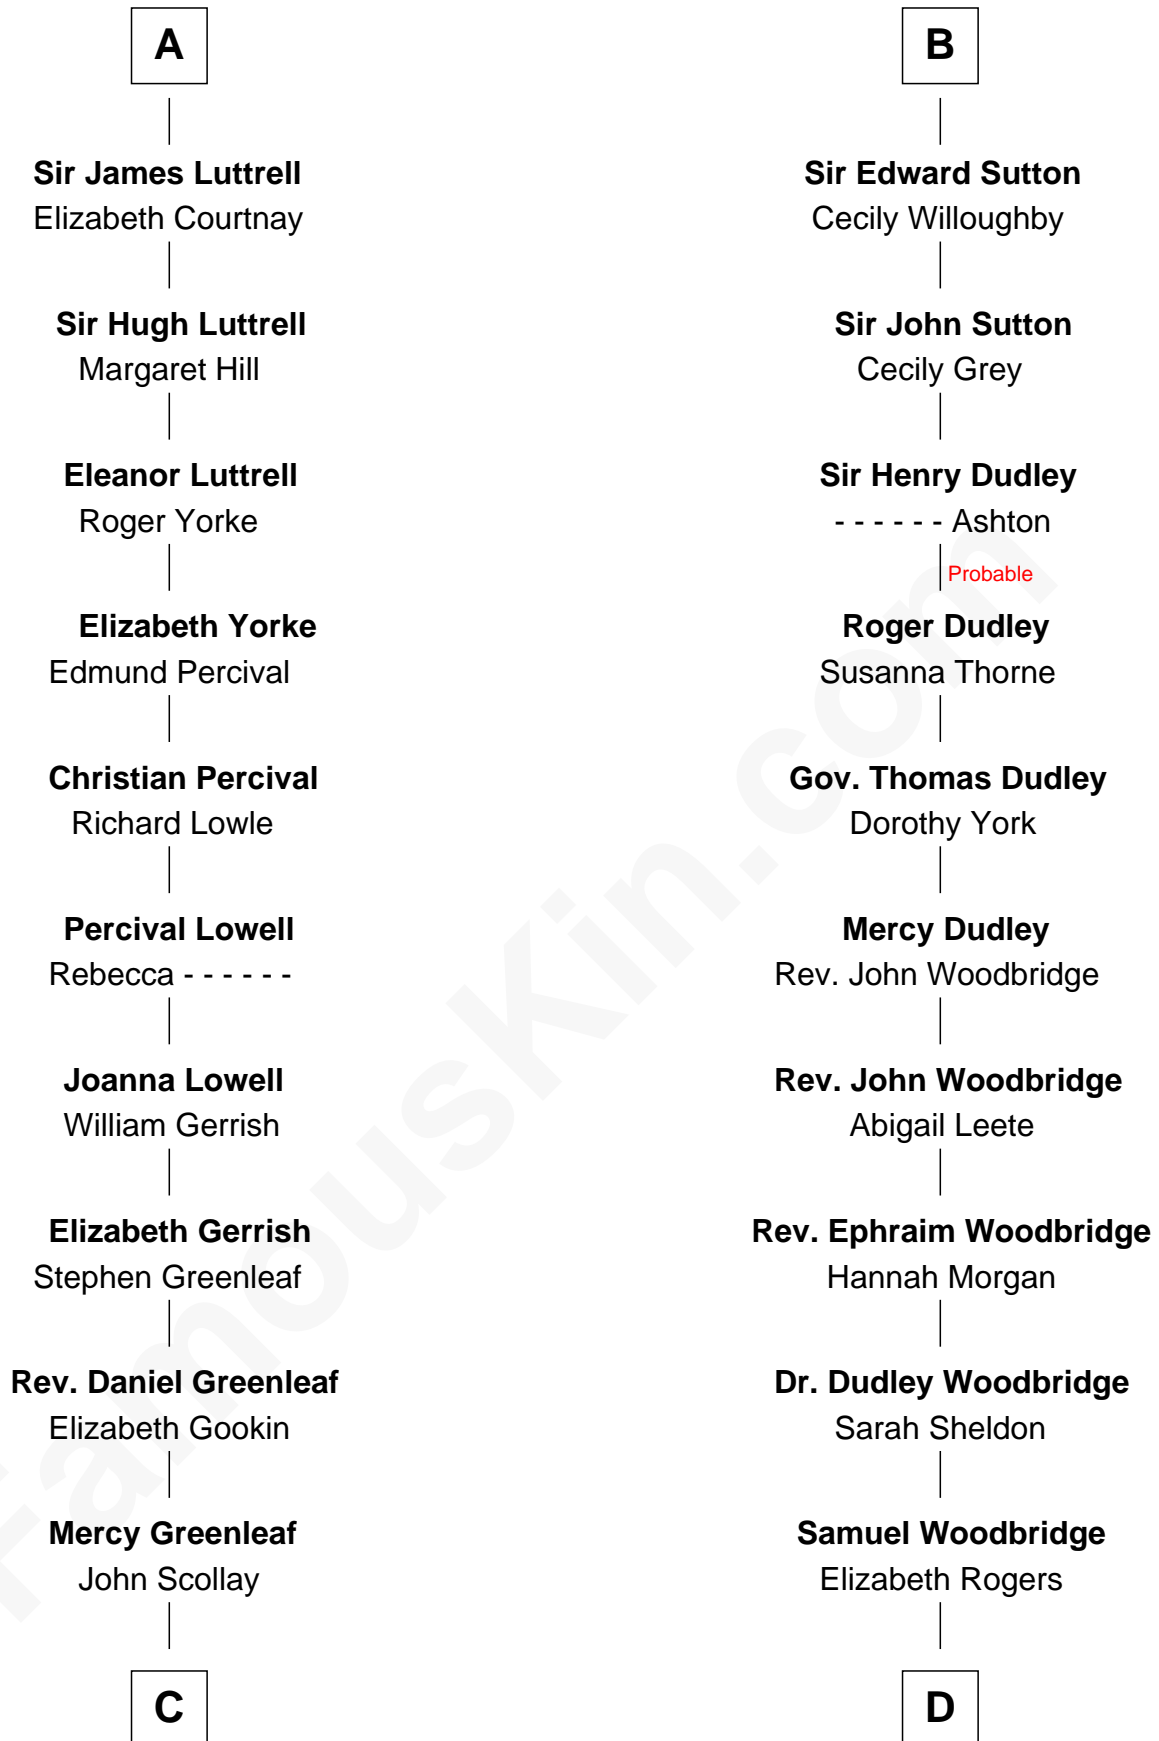 A
Sir James Luttrell
Elizabeth Courtnay
Sir Hugh Luttrell
Margaret Hill
Eleanor Luttrell
Roger Yorke
Elizabeth Yorke
Edmund Percival
Christian Percival
Richard Lowle
Percival Lowell
Rebecca - - - - - -
Joanna Lowell
William Gerrish
Elizabeth Gerrish
Stephen Greenleaf
Rev. Daniel Greenleaf
Elizabeth Gookin
Mercy Greenleaf
John Scollay
C
B
Sir Edward Sutton
Cecily Willoughby
Sir John Sutton
Cecily Grey
Sir Henry Dudley
- - - - - - Ashton
Probable
Roger Dudley
Susanna Thorne
Gov. Thomas Dudley
Dorothy York
Mercy Dudley
Rev. John Woodbridge
Rev. John Woodbridge
Abigail Leete
Rev. Ephraim Woodbridge
Hannah Morgan
Dr. Dudley Woodbridge
Sarah Sheldon
Samuel Woodbridge
Elizabeth Rogers
D
FamousKin.com